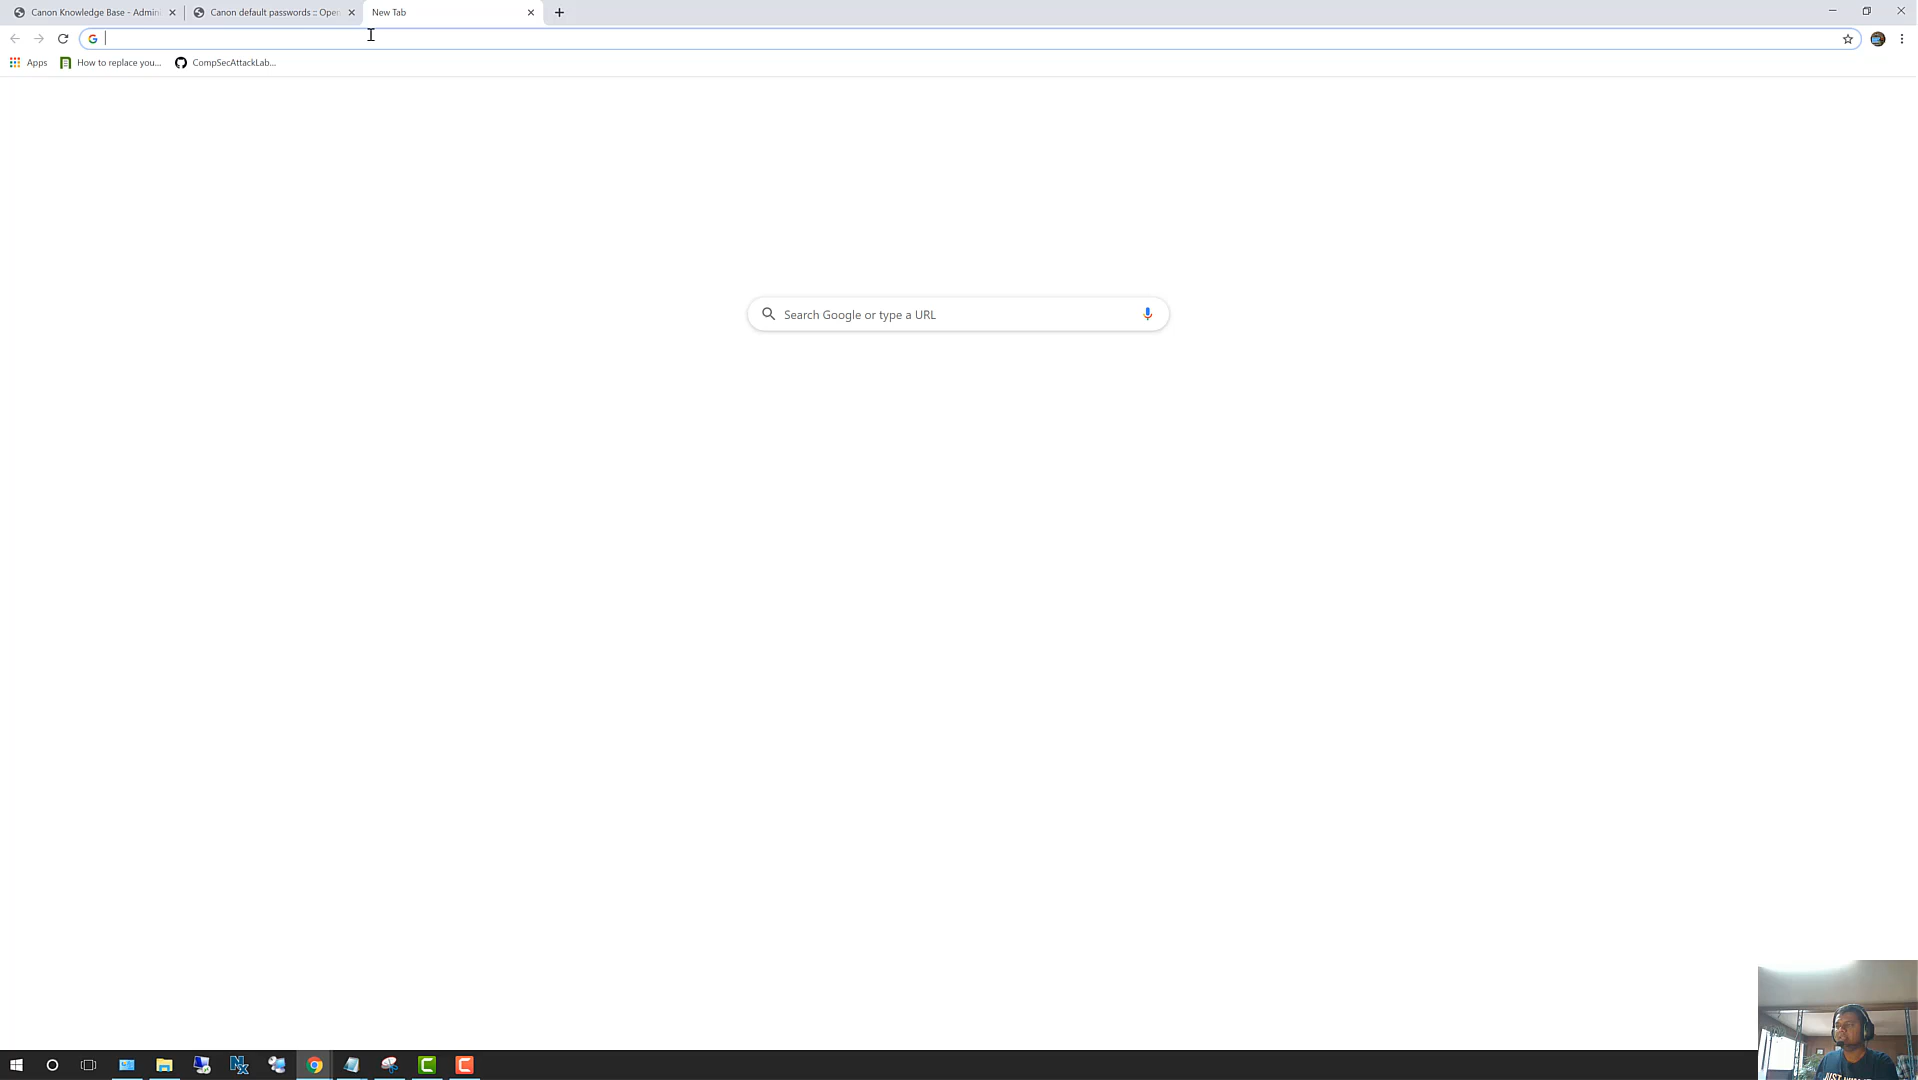 Canon Knowledge Base - Admin
Canon default passwords :: Open
New Tab
Apps
How to replace you...
CompSecAttackLab...
Search Google or type a URL